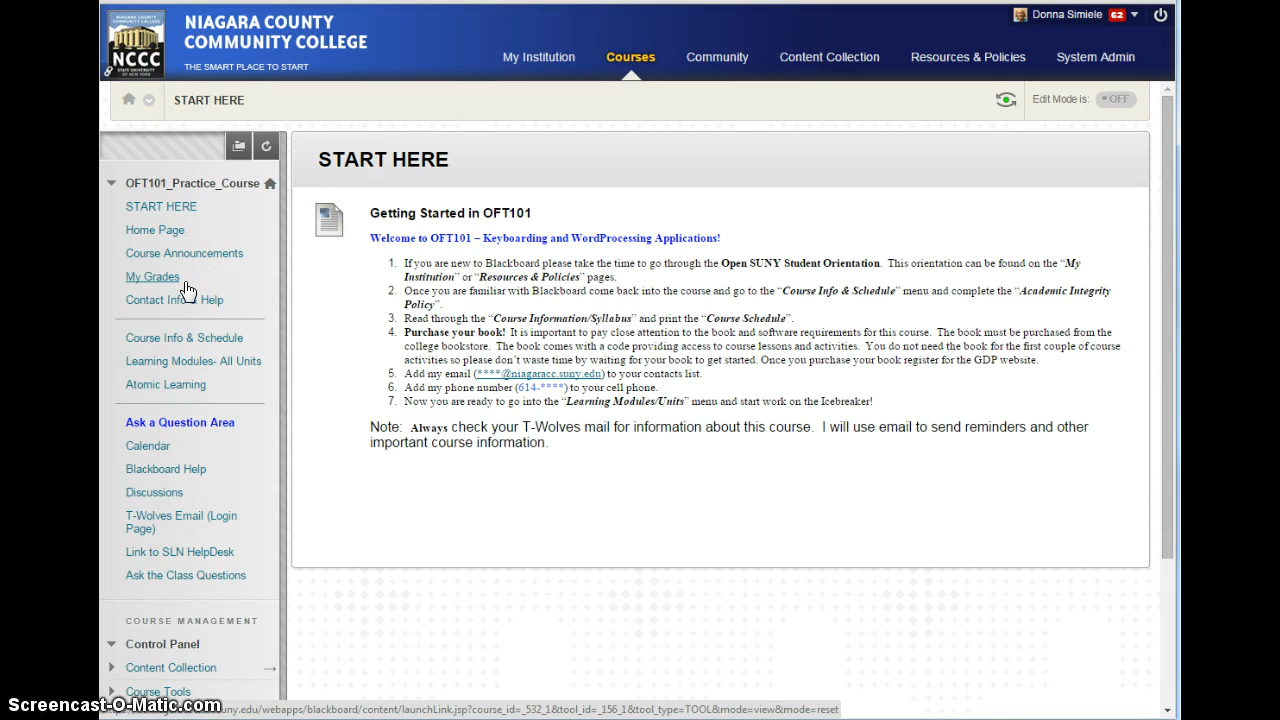 NIAGARA COUNTY
COMMUNITY COLLEGE
THE SMART PLACE TO START
NCCC
Donna Simiele 62
My Institution Courses Community Content Collection Resources & Policies System Admin
START HERE
Edit Mode is: OFF
OFT101_Practice_Course
START HERE
Home Page
Course Announcements
My Grades
Contact Info Help
Course Info & Schedule
Learning Modules- All Units
Atomic Learning
Ask a Question Area
Calendar
Blackboard Help
Discussions
T-Wolves Email (Login
Page)
Link to SLN HelpDesk
Ask the Class Questions
COURSE MANAGEMENT
Control Panel
Content Collection
Course Tools
START HERE
Getting Started in OFT101
Welcome to OFT101 – Keyboarding and WordProcessing Applications!
1. If you are new to Blackboard please take the time to go through the Open SUNY Student Orientation. This orientation can be found on the “My
Institution” or “Resources & Policies” pages.
2. Once you are familiar with Blackboard come back into the course and go to the “Course Info & Schedule” menu and complete the “Academic Integrity
Policy”.
3. Read through the “Course Information/Syllabus” and print the “Course Schedule”.
4. Purchase your book! It is important to pay close attention to the book and software requirements for this course. The book must be purchased from the
college bookstore. The book comes with a code providing access to course lessons and activities. You do not need the book for the first couple of course
activities so please don’t waste time by waiting for your book to get started. Once you purchase your book register for the GDP website.
5. Add my email (****@niagaracc.suny.edu) to your contacts list.
6. Add my phone number (614-****) to your cell phone.
7. Now you are ready to go into the “Learning Modules/Units” menu and start work on the Icebreaker!
Note: Always check your T-Wolves mail for information about this course. I will use email to send reminders and other
important course information.
Screencast-O-Matic.com
uny.edu/webapps/blackboard/content/launchLink.jsp?course_id=_532_1&tool_id=_156_1&tool_type=TOOL&mode=view&mode=reset